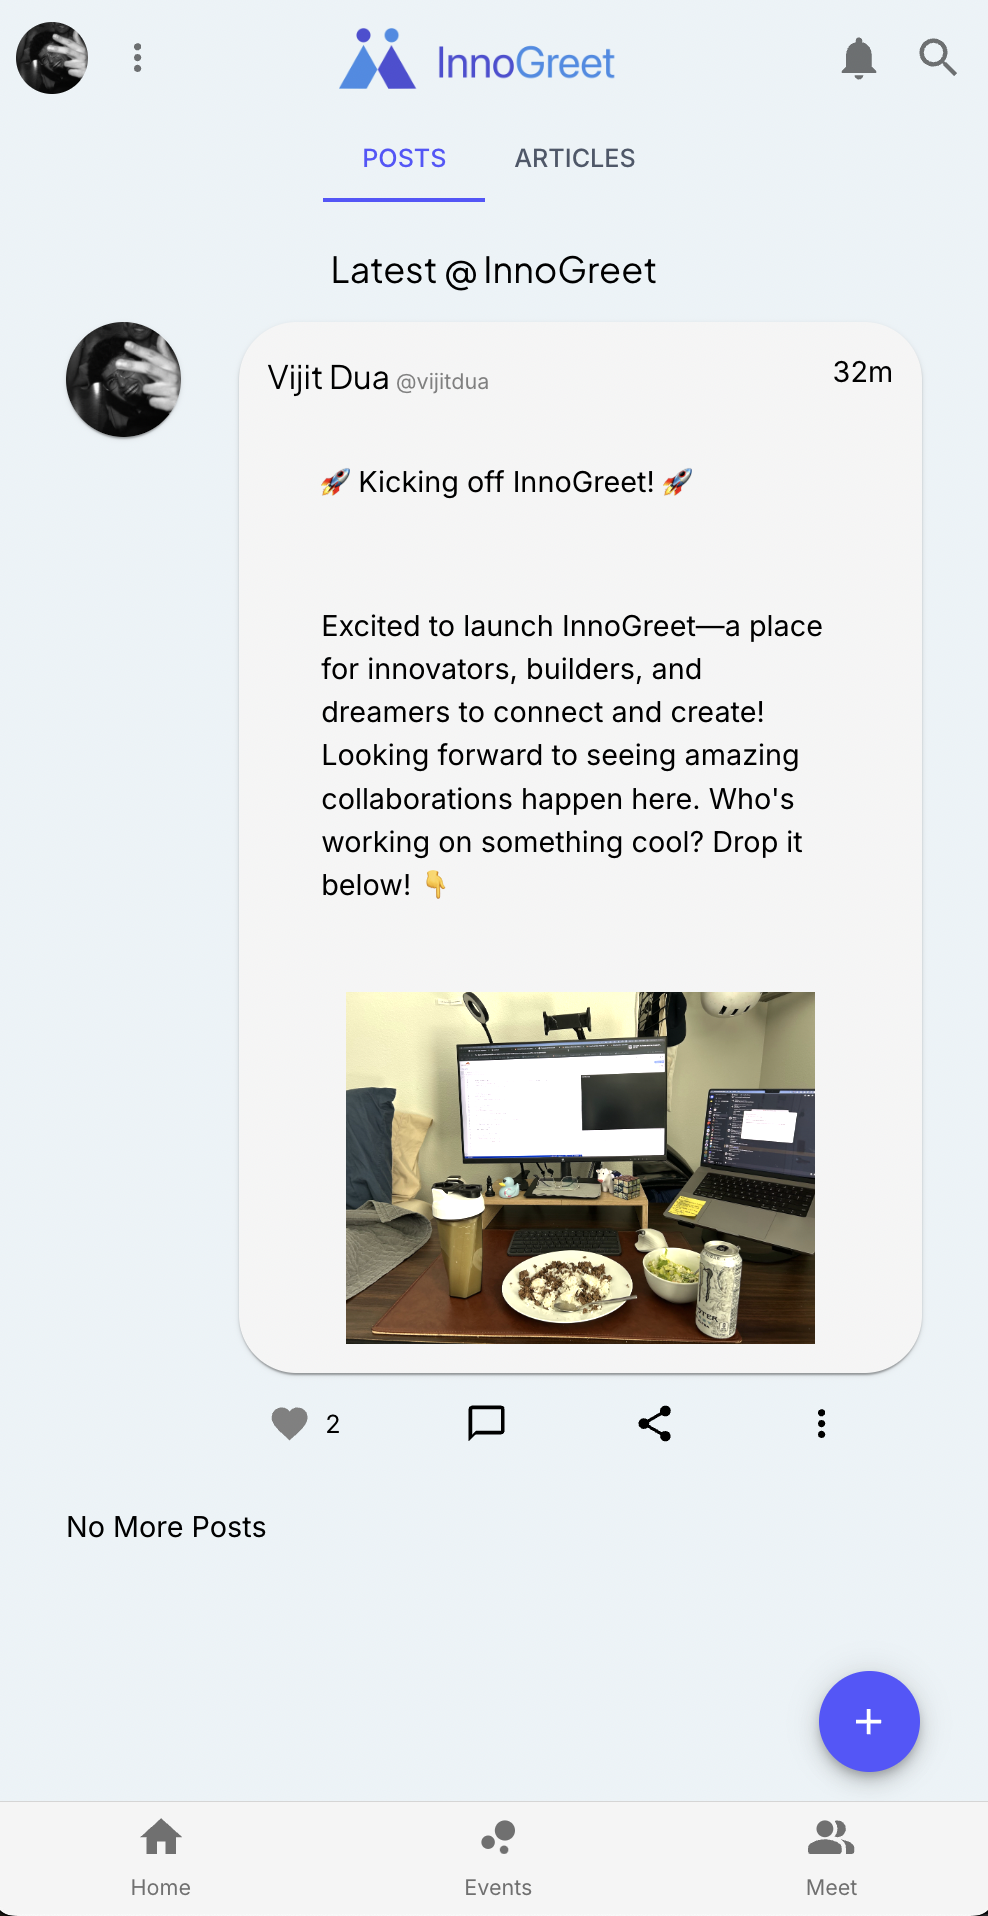 InnoGreet
POSTS
ARTICLES
Latest @ InnoGreet
Vijit Dua @vijitdua
32m
🚀 Kicking off InnoGreet! 🚀
Excited to launch InnoGreet—a place
for innovators, builders, and
dreamers to connect and create!
Looking forward to seeing amazing
collaborations happen here. Who's
working on something cool? Drop it
below! 👇
2
No More Posts
Home
Events
Meet